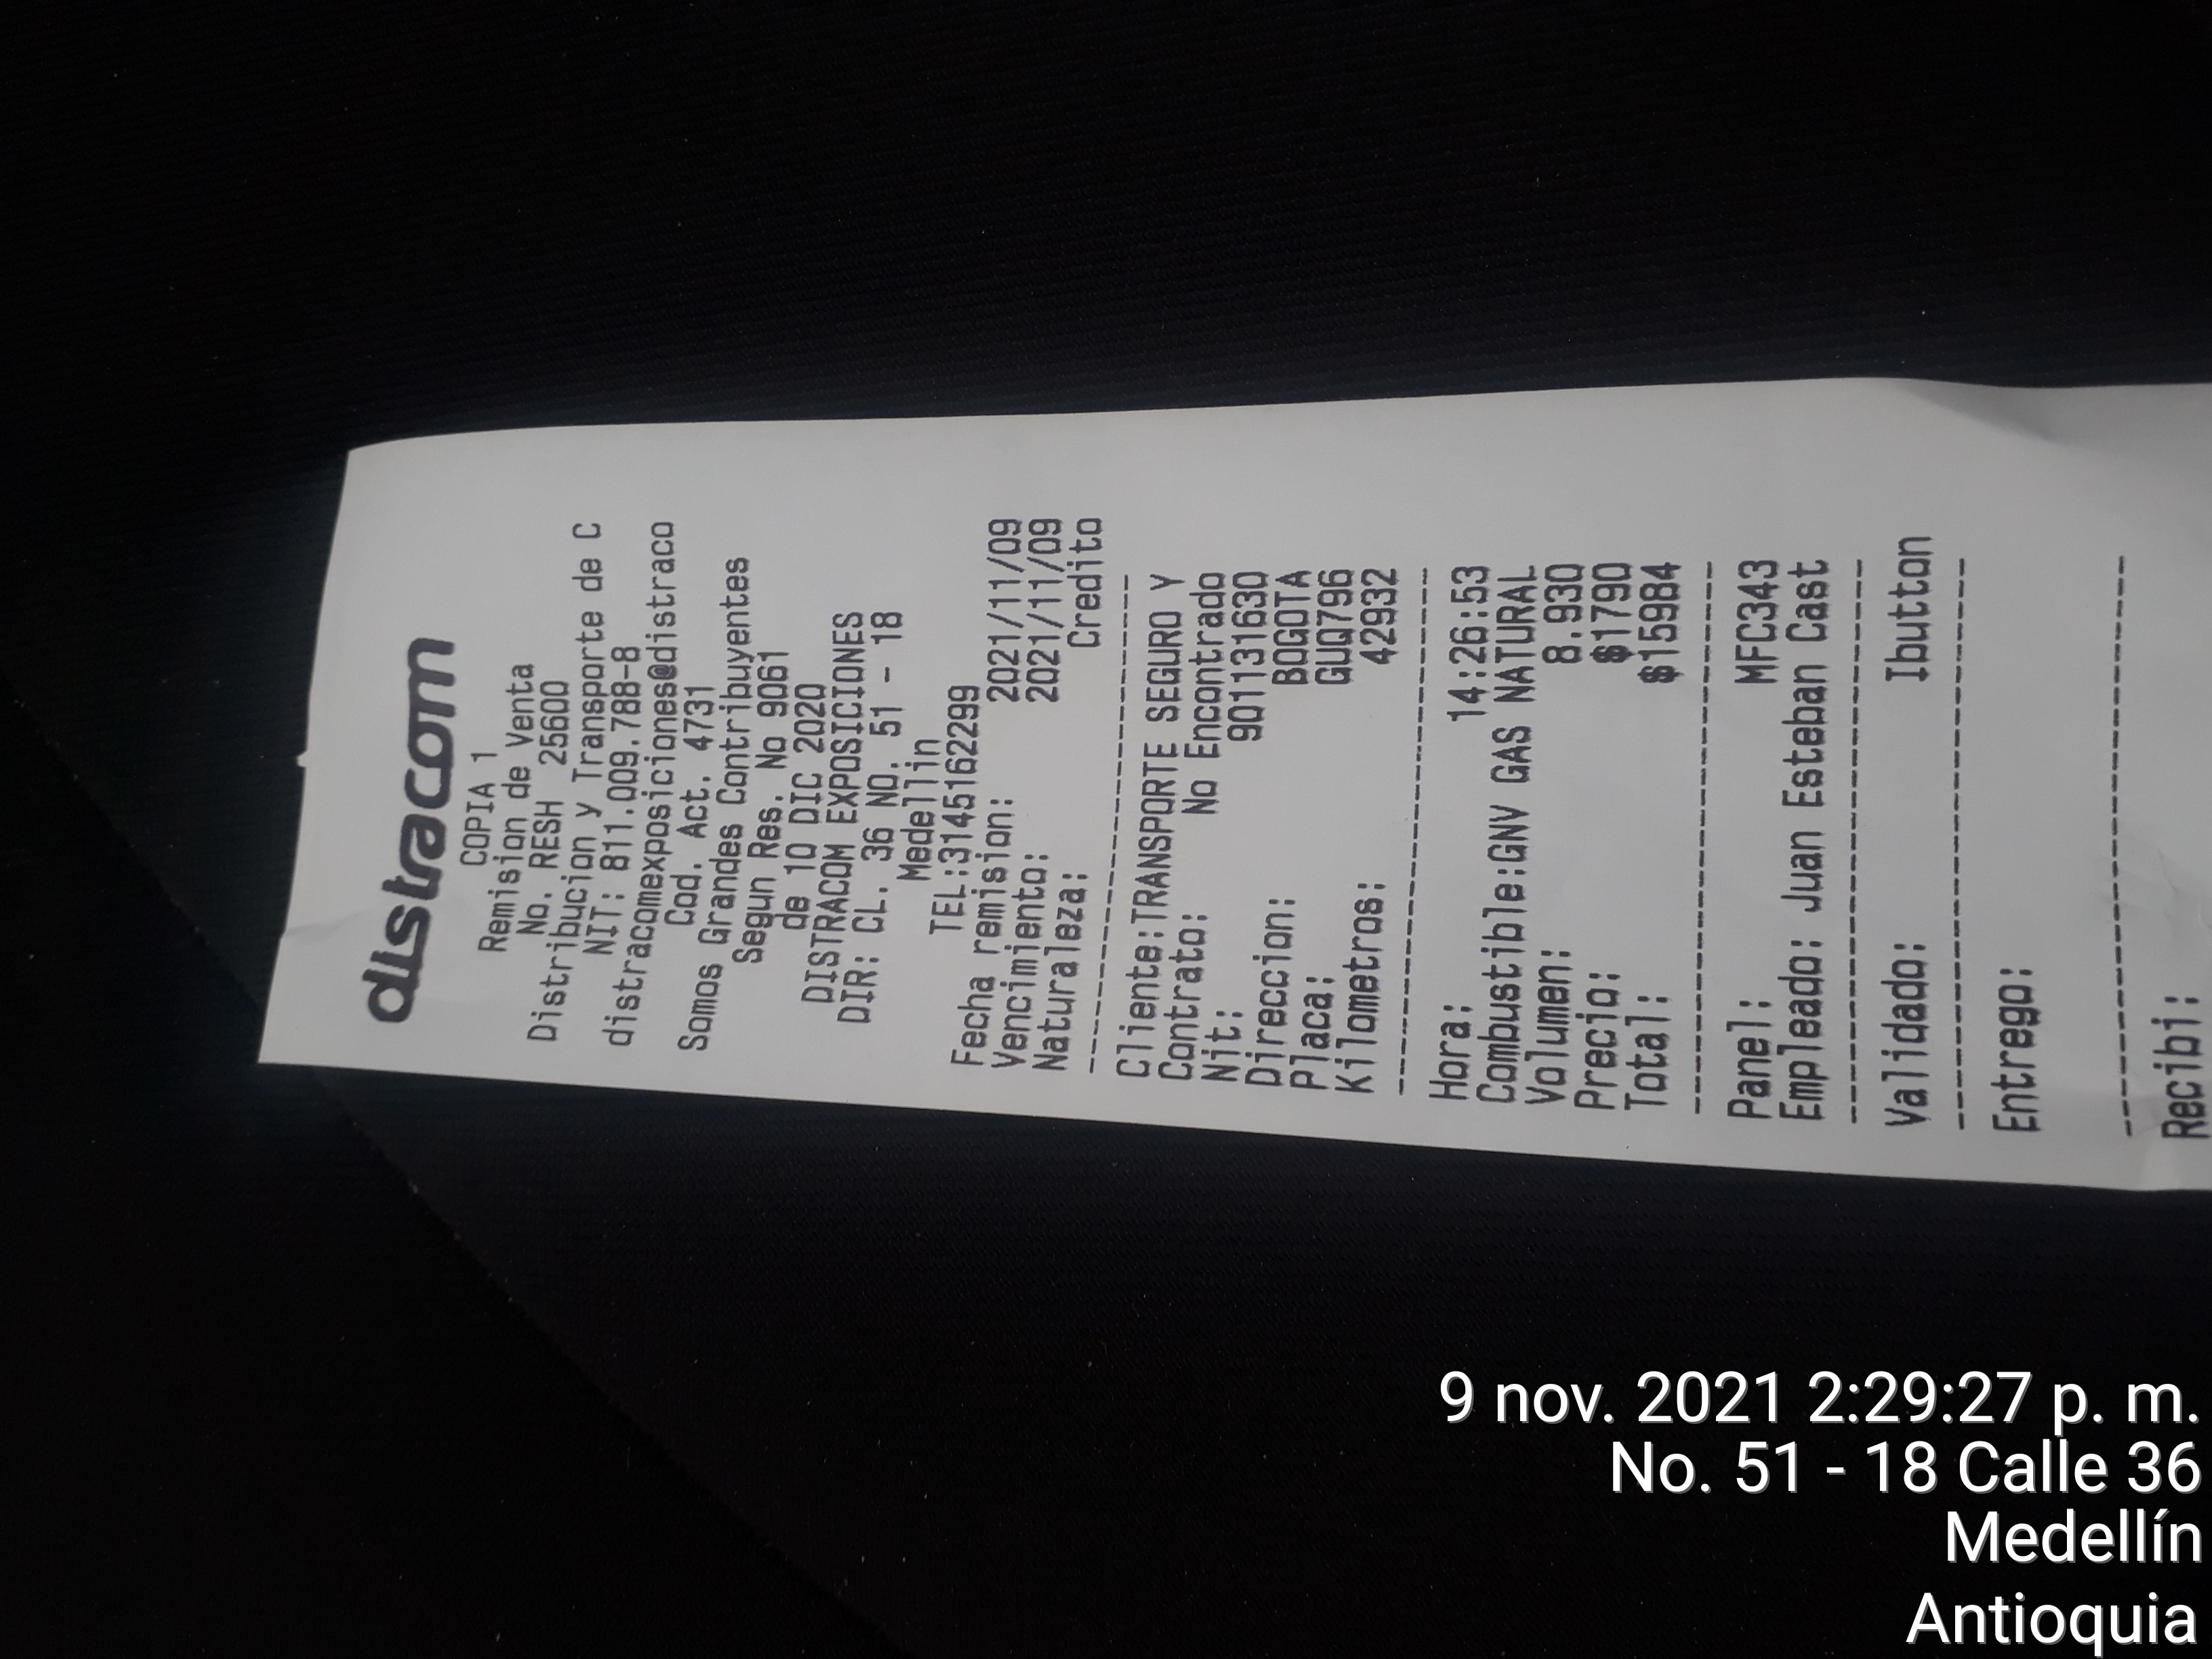 distracom
COPIA 1
Remision de Venta
No. RESH 25600
Distribucion y Transporte de C
NIT: 811.009.788-8
distracomexposiciones@distraco
Cod. Act. 4731
Somos Grandes Contribuyentes
Segun Res. No 9061
de 10 DIC 2020
DISTRACOM EXPOSICIONES
DIR: CL. 36 NO. 51 - 18
Medellin
TEL:3145162299
Fecha remision: 2021/11/09
Vencimiento: 2021/11/09
Naturaleza: Credito
Cliente:TRANSPORTE SEGURO Y
Contrato: No Encontrado
Nit: 901131630
Direccion: BOGOTA
Placa: GUQ796
Kilometros: 42932
Hora: 14:26:53
Combustible:GNV GAS NATURAL
Volumen: 8.930
Precio: $1790
Total: $15984
Panel: MFC343
Empleado: Juan Esteban Cast
Validado: Ibutton
Entrego:
Recibi:
9 nov. 2021 2:29:27 p. m.
No. 51 - 18 Calle 36
Medellín
Antioquia